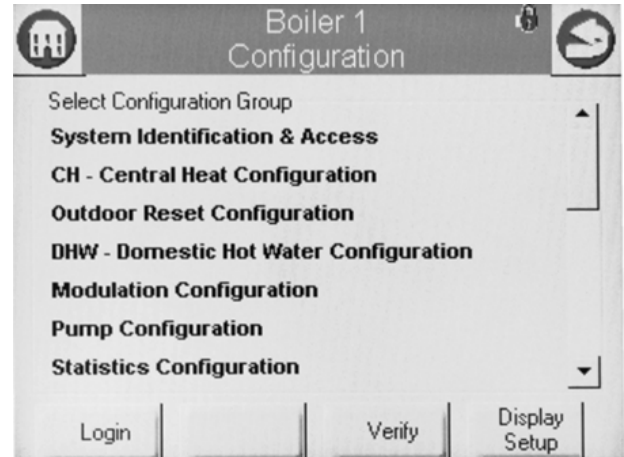 Boiler 1
Configuration
Select Configuration Group
System Identification & Access
CH - Central Heat Configuration
Outdoor Reset Configuration
DHW - Domestic Hot Water Configuration
Modulation Configuration
Pump Configuration
Statistics Configuration
Login
Verify
Display
Setup